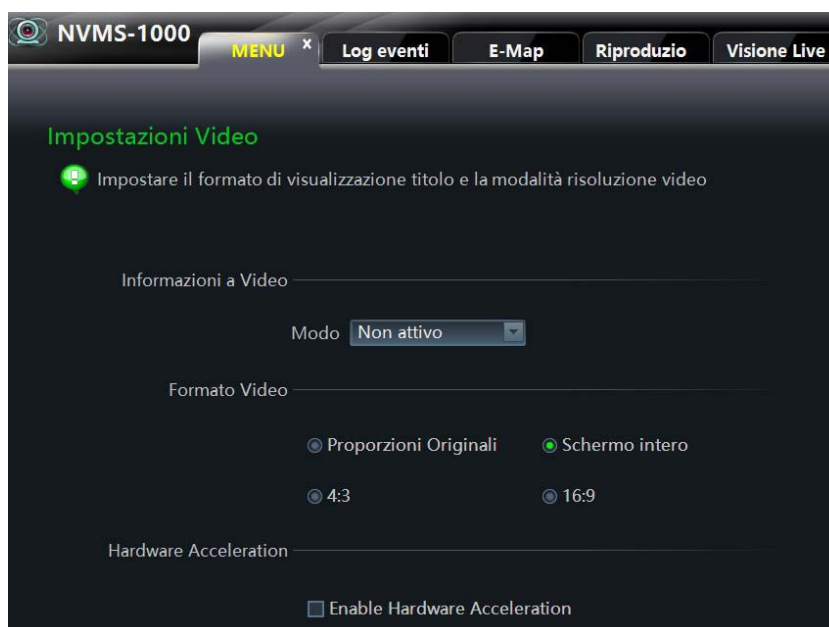 NVMS-1000
MENU x Log eventi E-Map Riproduzio Visione Live
Impostazioni Video
Impostare il formato di visualizzazione titolo e la modalità risoluzione video
Informazioni a Video
Modo Non attivo
Formato Video
Proporzioni Originali Schermo intero
4:3 16:9
Hardware Acceleration
Enable Hardware Acceleration